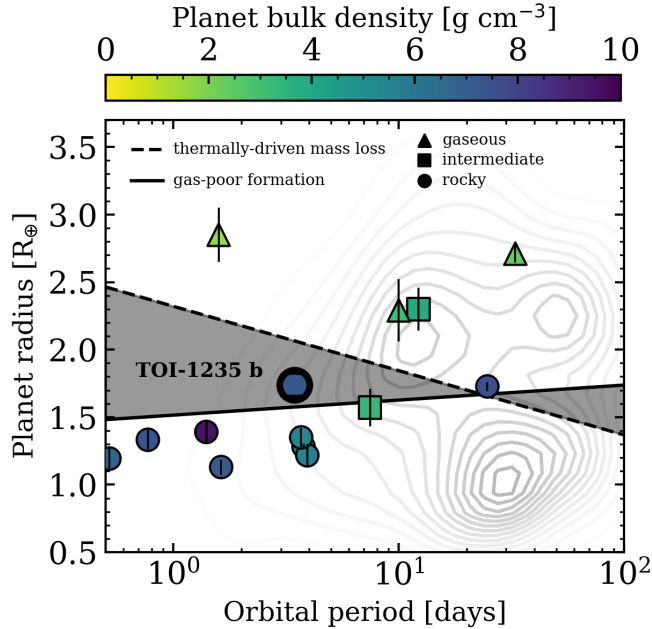 Planet bulk density [g cm⁻³]
0 2 4 6 8 10
3.5
3.0
2.5
2.0
1.5
1.0
0.5
Planet radius [R⊕]
thermally-driven mass loss
gas-poor formation
gaseous
intermediate
rocky
TOI-1235 b
10⁰ 10¹ 10²
Orbital period [days]